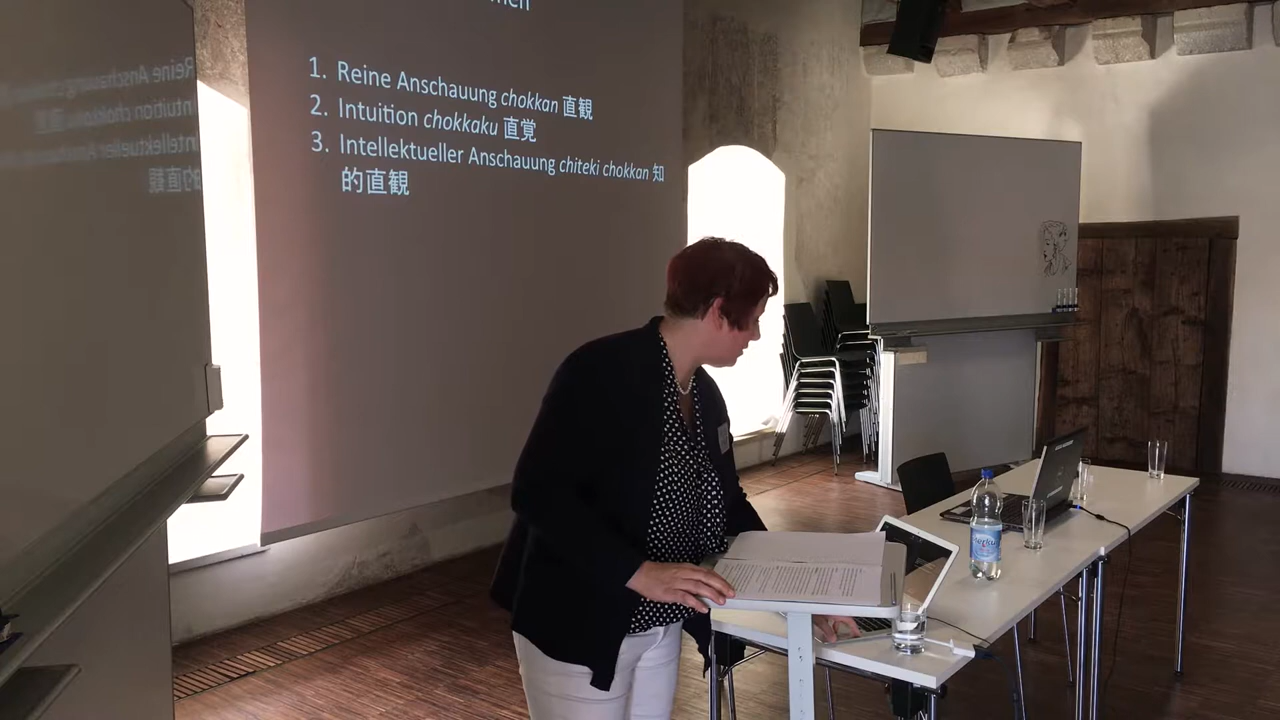 1. Reine Anschauung chokkan 直観
2. Intuition chokkaku 直覚
3. Intellektueller Anschauung chiteki chokkan 知
的直観